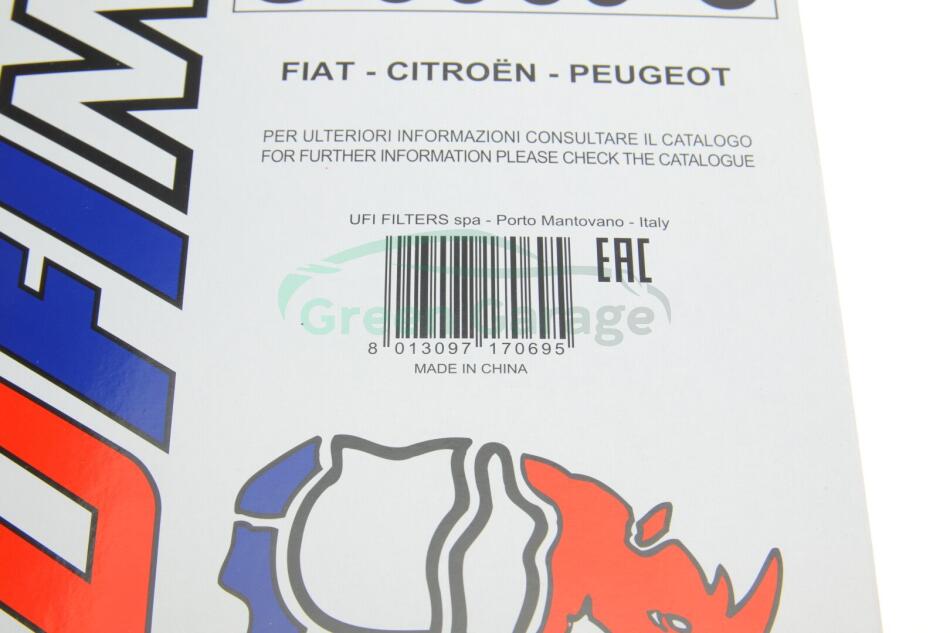 FIAT - CITROËN - PEUGEOT
PER ULTERIORI INFORMAZIONI CONSULTARE IL CATALOGO
FOR FURTHER INFORMATION PLEASE CHECK THE CATALOGUE
UFI FILTERS spa - Porto Mantovano - Italy
EAC
Green Garage
8 013097 170695
MADE IN CHINA